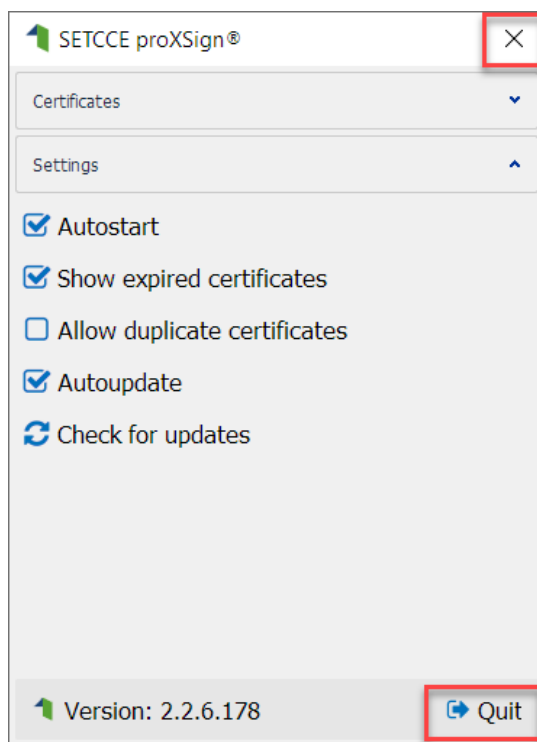 SETCCE proXSign®
Certificates
Settings
Autostart
Show expired certificates
Allow duplicate certificates
Autoupdate
Check for updates
Version: 2.2.6.178 Quit